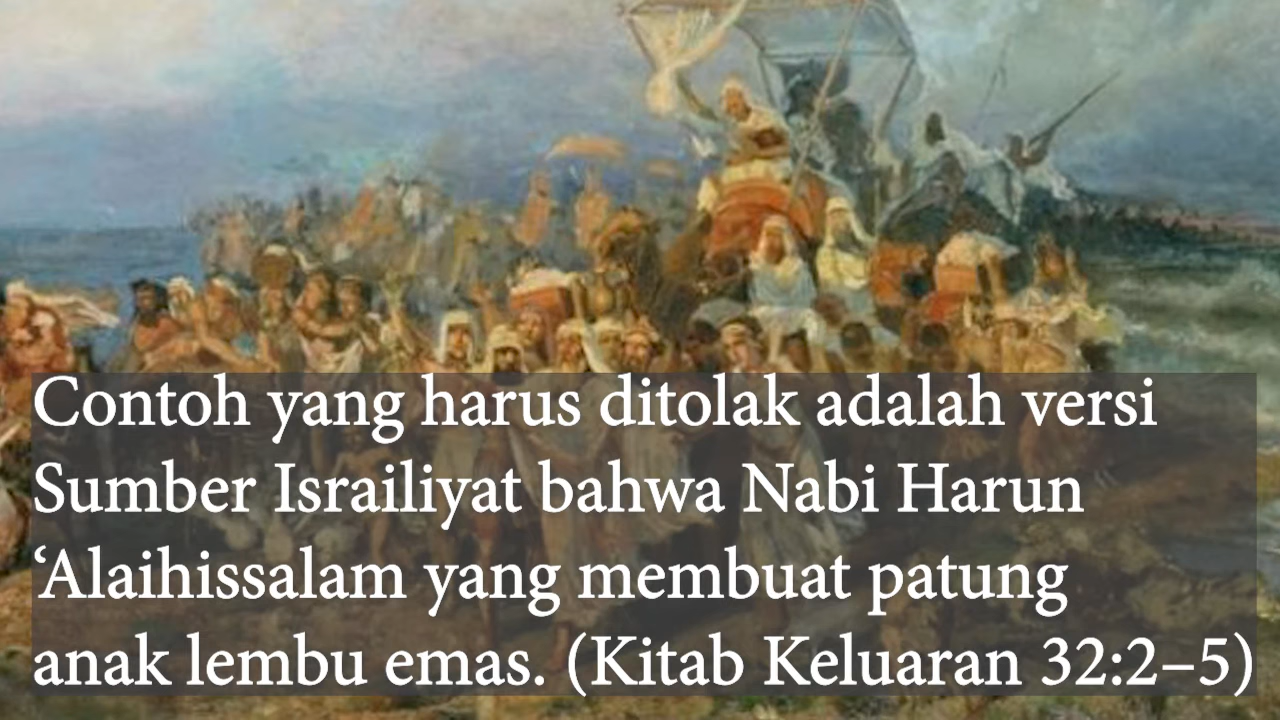 Contoh yang harus ditolak adalah versi
Sumber Israiliyat bahwa Nabi Harun
‘Alaihissalam yang membuat patung
anak lembu emas. (Kitab Keluaran 32:2–5)